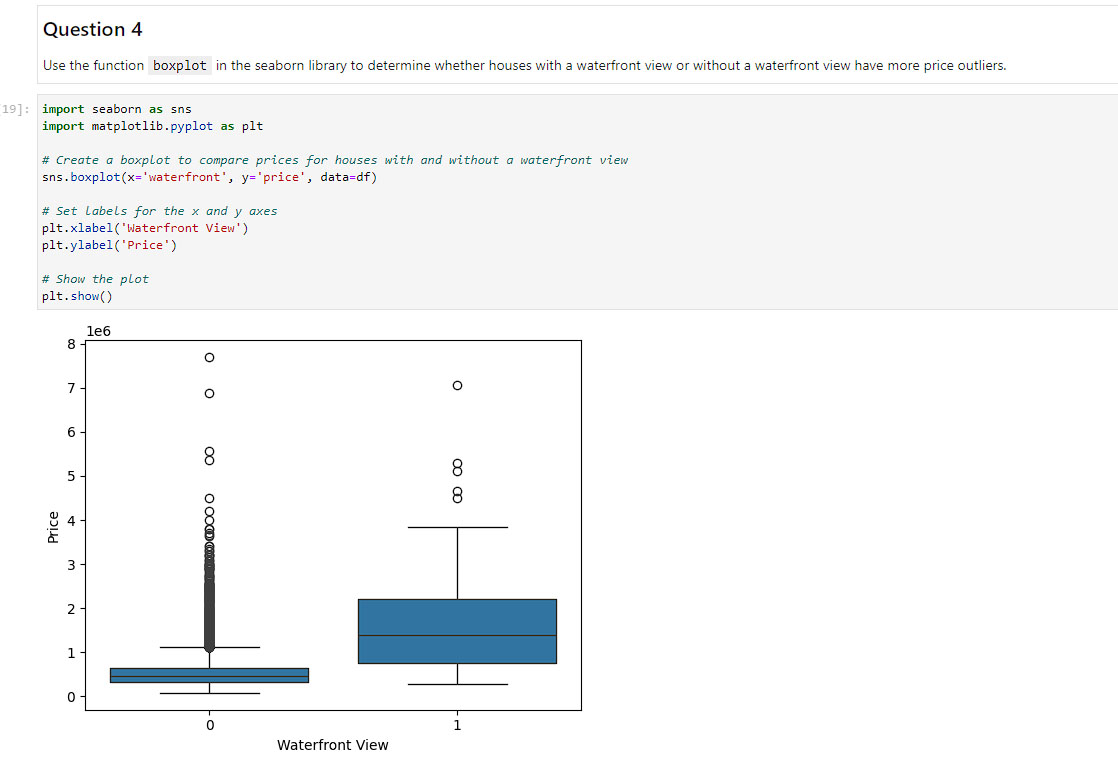 Question 4
Use the function boxplot in the seaborn library to determine whether houses with a waterfront view or without a waterfront view have more price outliers.
19]:
import seaborn as sns
import matplotlib.pyplot as plt
# Create a boxplot to compare prices for houses with and without a waterfront view
sns.boxplot(x='waterfront', y='price', data=df)
# Set labels for the x and y axes
plt.xlabel('Waterfront View')
plt.ylabel('Price')
# Show the plot
plt.show()
1e6
8
7
6
5
4
3
2
1
0
Price
0 1
Waterfront View